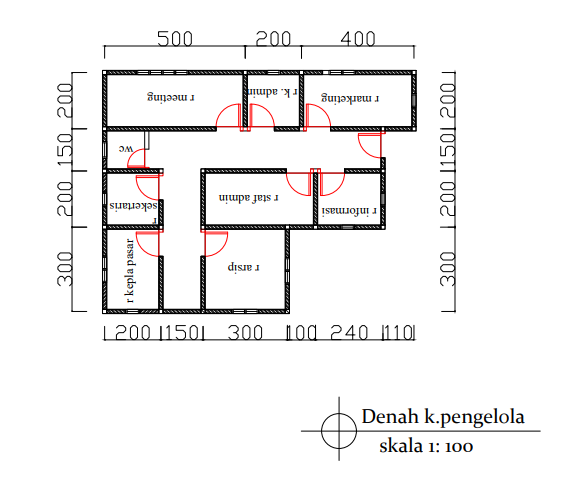 500 200 400
200 200
r meeting r k. admin r marketing
150 150
wc
200 200
sekertaris
r
r staf admin r informasi
300 300
r kepla pasar
r arsip
200 150 300 100 240 110
Denah k.pengelola
skala 1: 100